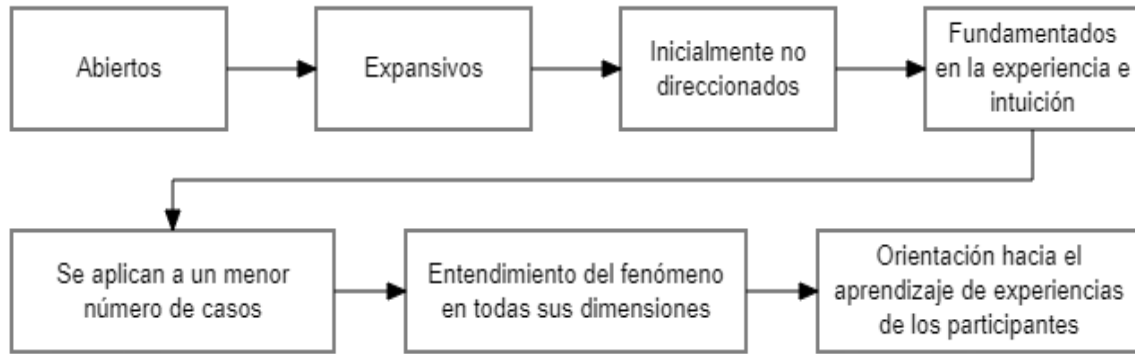 Abiertos
Expansivos
Inicialmente no
direccionados
Fundamentados
en la experiencia e
intuición
Se aplican a un menor
número de casos
Entendimiento del fenómeno
en todas sus dimensiones
Orientación hacia el
aprendizaje de experiencias
de los participantes